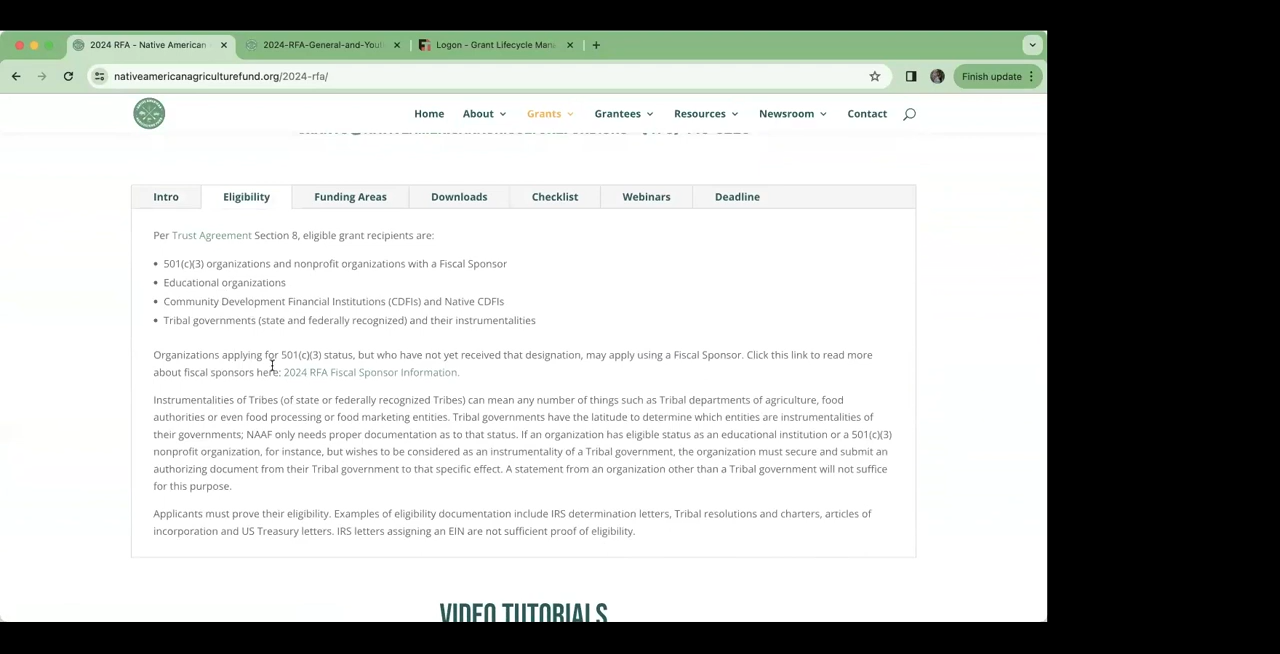 2024 RFA - Native American
2024-RFA-General-and-You
Logon - Grant Lifecycle Man
nativeamericanagriculturefund.org/2024-rfa/
Finish update
Home About Grants Grantees Resources Newsroom Contact
Intro Eligibility Funding Areas Downloads Checklist Webinars Deadline
Per Trust Agreement Section 8, eligible grant recipients are:
• 501(c)(3) organizations and nonprofit organizations with a Fiscal Sponsor
• Educational organizations
• Community Development Financial Institutions (CDFIs) and Native CDFIs
• Tribal governments (state and federally recognized) and their instrumentalities
Organizations applying for 501(c)(3) status, but who have not yet received that designation, may apply using a Fiscal Sponsor. Click this link to read more
about fiscal sponsors here: 2024 RFA Fiscal Sponsor Information.
Instrumentalities of Tribes (of state or federally recognized Tribes) can mean any number of things such as Tribal departments of agriculture, food
authorities or even food processing or food marketing entities. Tribal governments have the latitude to determine which entities are instrumentalities of
their governments; NAAF only needs proper documentation as to that status. If an organization has eligible status as an educational institution or a 501(c)(3)
nonprofit organization, for instance, but wishes to be considered as an instrumentality of a Tribal government, the organization must secure and submit an
authorizing document from their Tribal government to that specific effect. A statement from an organization other than a Tribal government will not suffice
for this purpose.
Applicants must prove their eligibility. Examples of eligibility documentation include IRS determination letters, Tribal resolutions and charters, articles of
incorporation and US Treasury letters. IRS letters assigning an EIN are not sufficient proof of eligibility.
VIDEO TUTORIALS